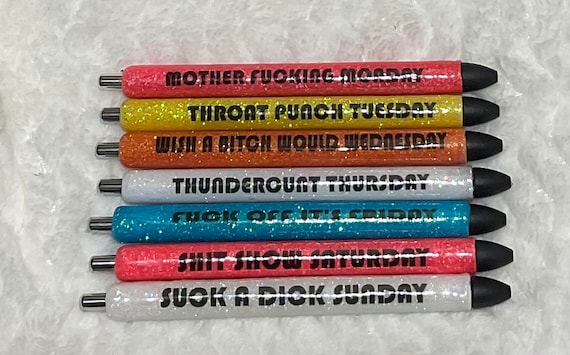 MOTHER FUCKING MONDAY
THROAT PUNCH TUESDAY
WISH A BITCH WOULD WEDNESDAY
THUNDERCUNT THURSDAY
FUCK OFF IT'S FRIDAY
SHIT SHOW SATURDAY
SUCK A DICK SUNDAY